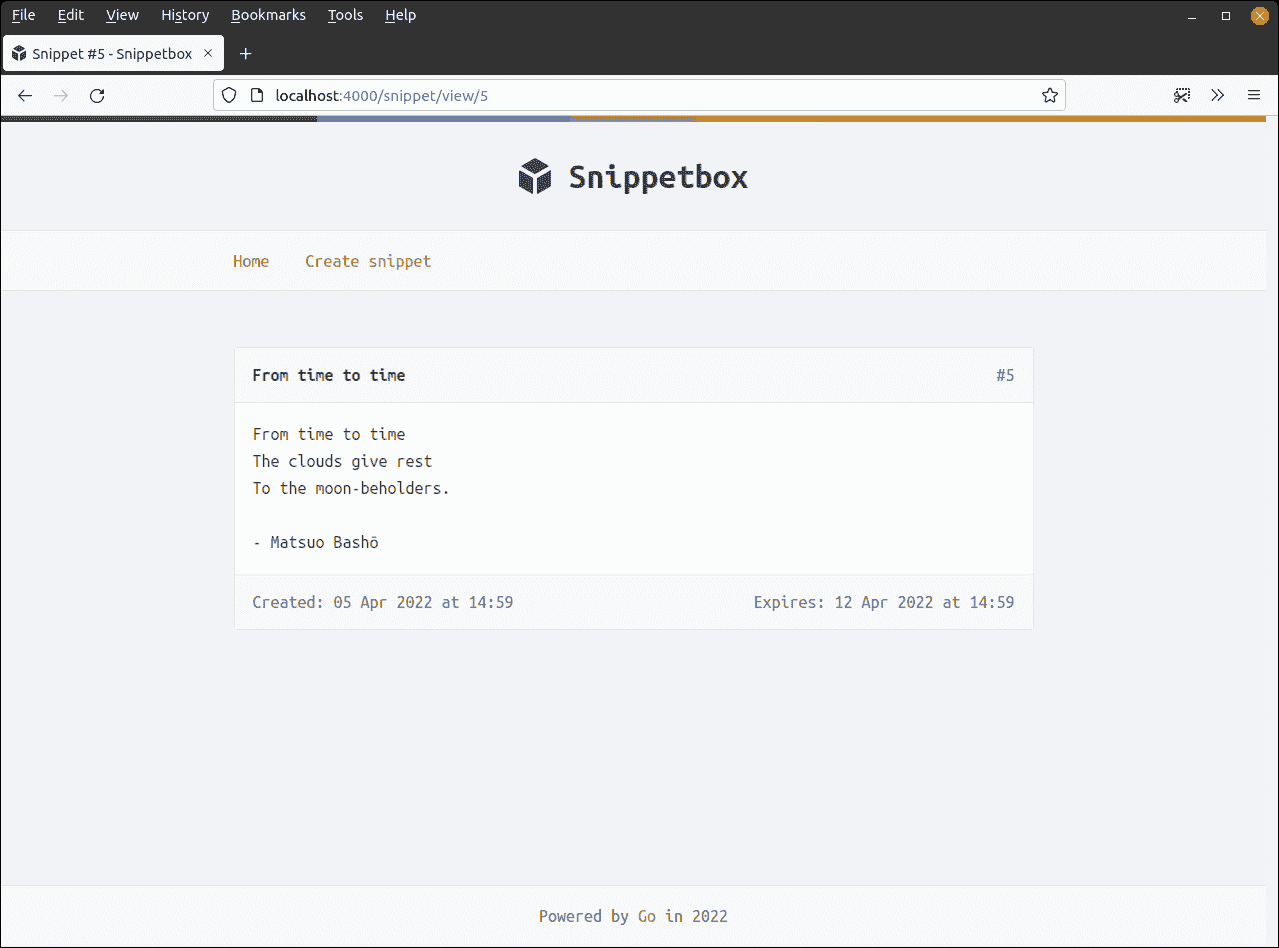 File Edit View History Bookmarks Tools Help
Snippet #5 - Snippetbox
localhost:4000/snippet/view/5
Snippetbox
Home Create snippet
From time to time #5
From time to time
The clouds give rest
To the moon-beholders.
- Matsuo Bashō
Created: 05 Apr 2022 at 14:59 Expires: 12 Apr 2022 at 14:59
Powered by Go in 2022